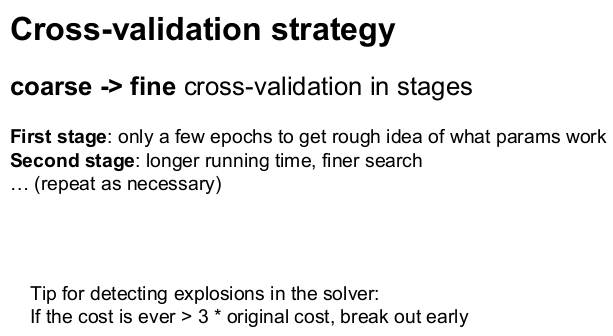 Cross-validation strategy
coarse -> fine cross-validation in stages
First stage: only a few epochs to get rough idea of what params work
Second stage: longer running time, finer search
… (repeat as necessary)
Tip for detecting explosions in the solver:
If the cost is ever > 3 * original cost, break out early